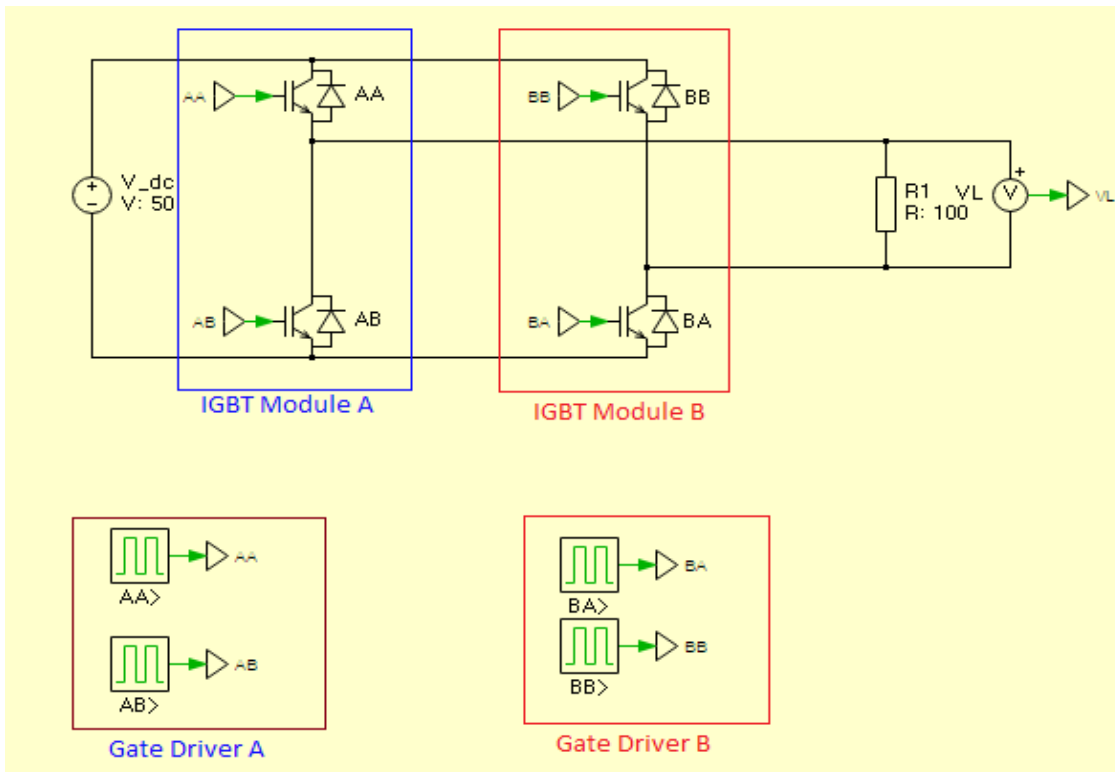 AA
AA
BB
BB
V_dc
V: 50
R1
R: 100
VL
V
VL
AB
AB
BA
BA
IGBT Module A
IGBT Module B
AA
AA>
AB
AB>
BA
BA>
BB
BB>
Gate Driver A
Gate Driver B